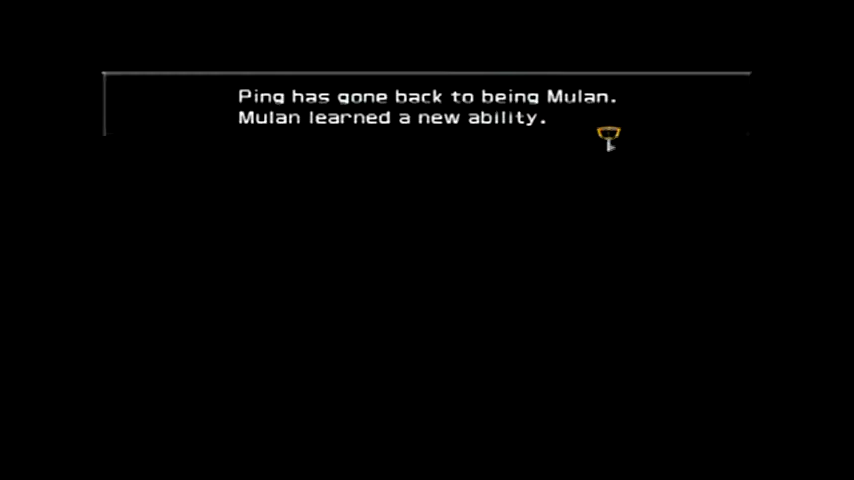 Ping has gone back to being Mulan.
Mulan learned a new ability.